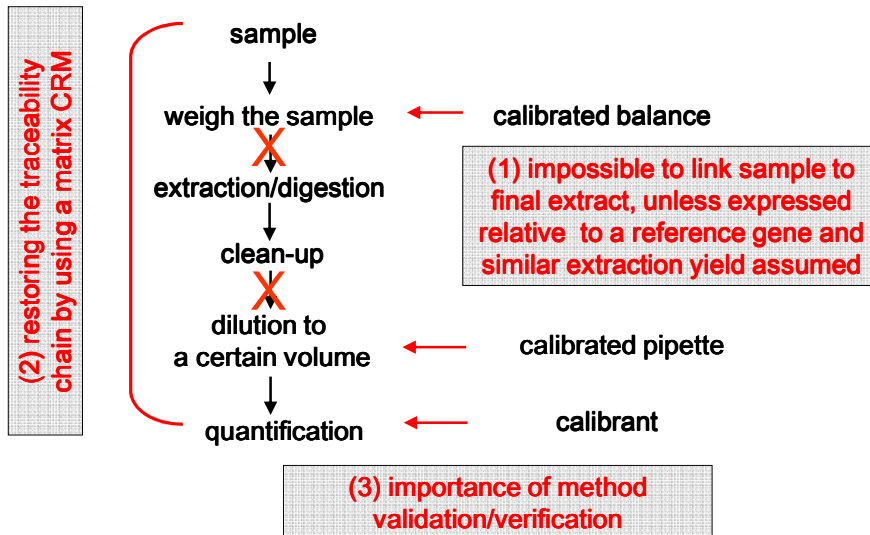 (2) restoring the traceability
chain by using a matrix CRM
sample
weigh the sample
calibrated balance
X
(1) impossible to link sample to
final extract, unless expressed
relative to a reference gene and
similar extraction yield assumed
extraction/digestion
clean-up
X
dilution to
a certain volume
calibrated pipette
quantification
calibrant
(3) importance of method
validation/verification